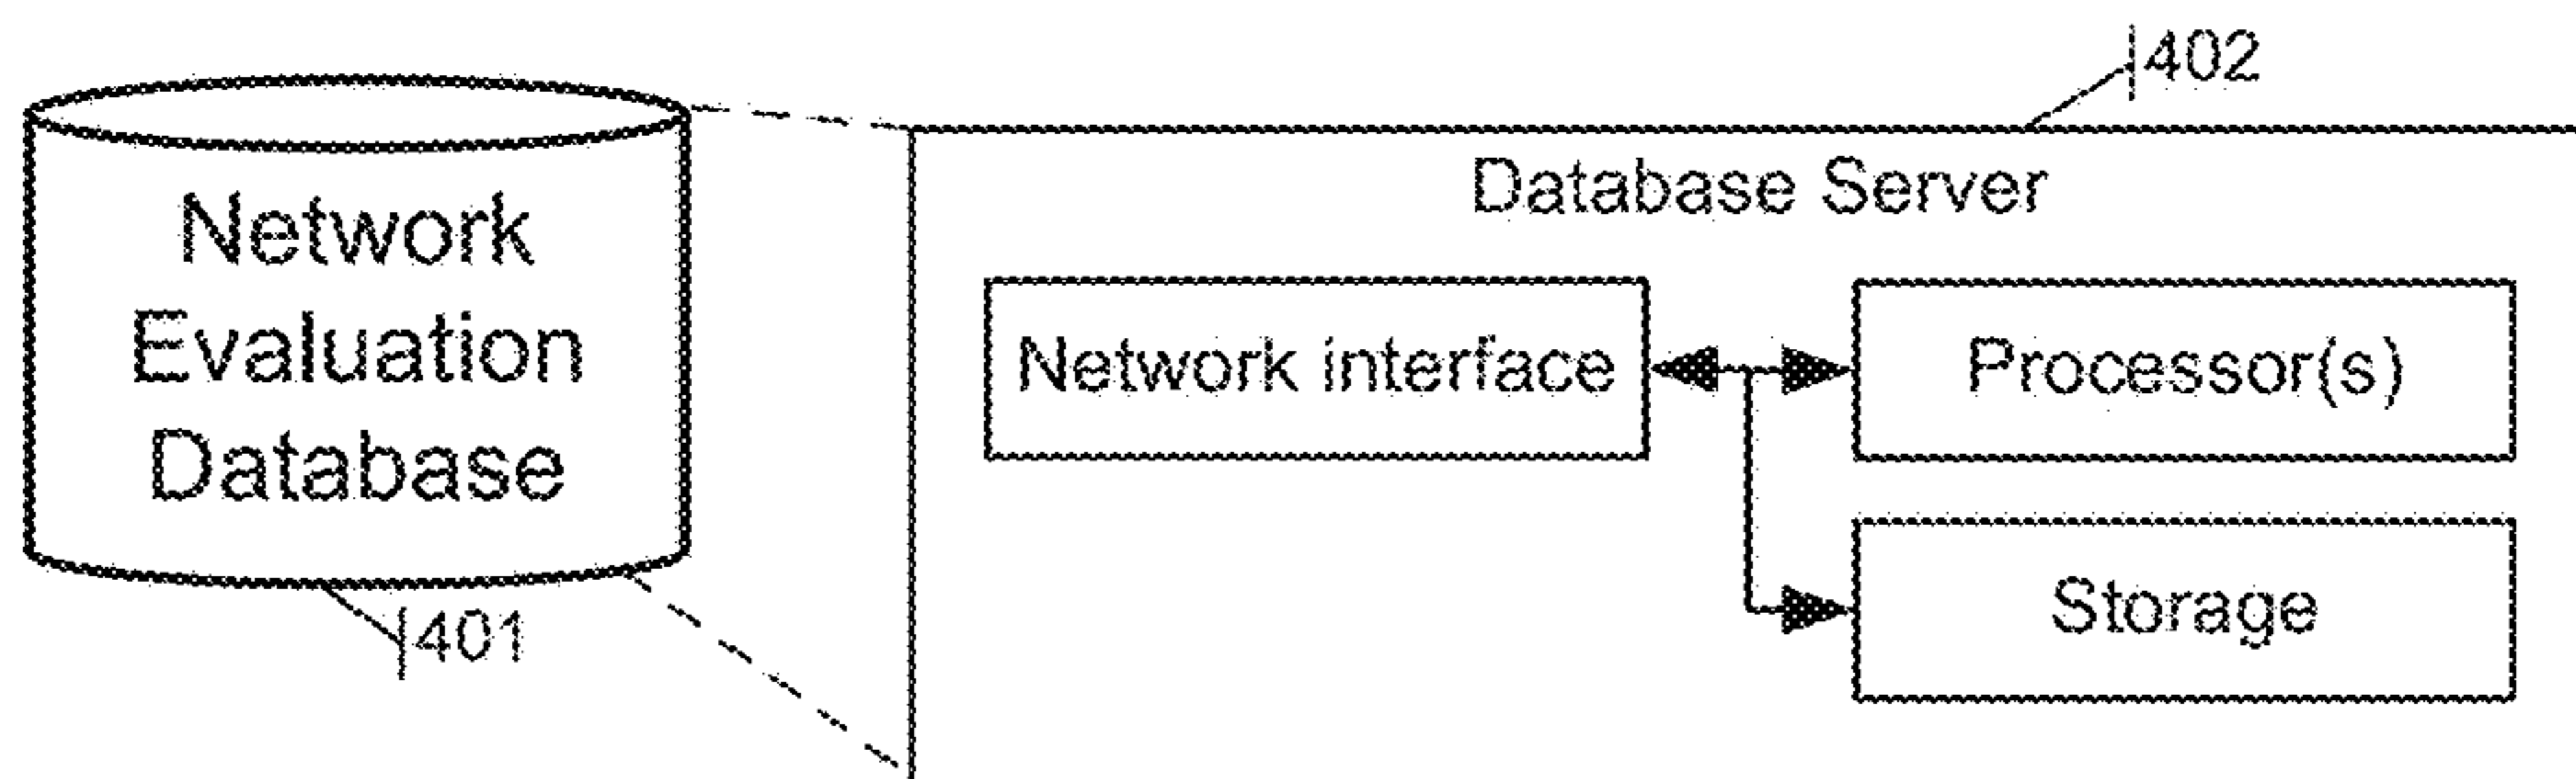 402
Database Server
Network
Evaluation
Database
Network interface
Processor(s)
Storage
401